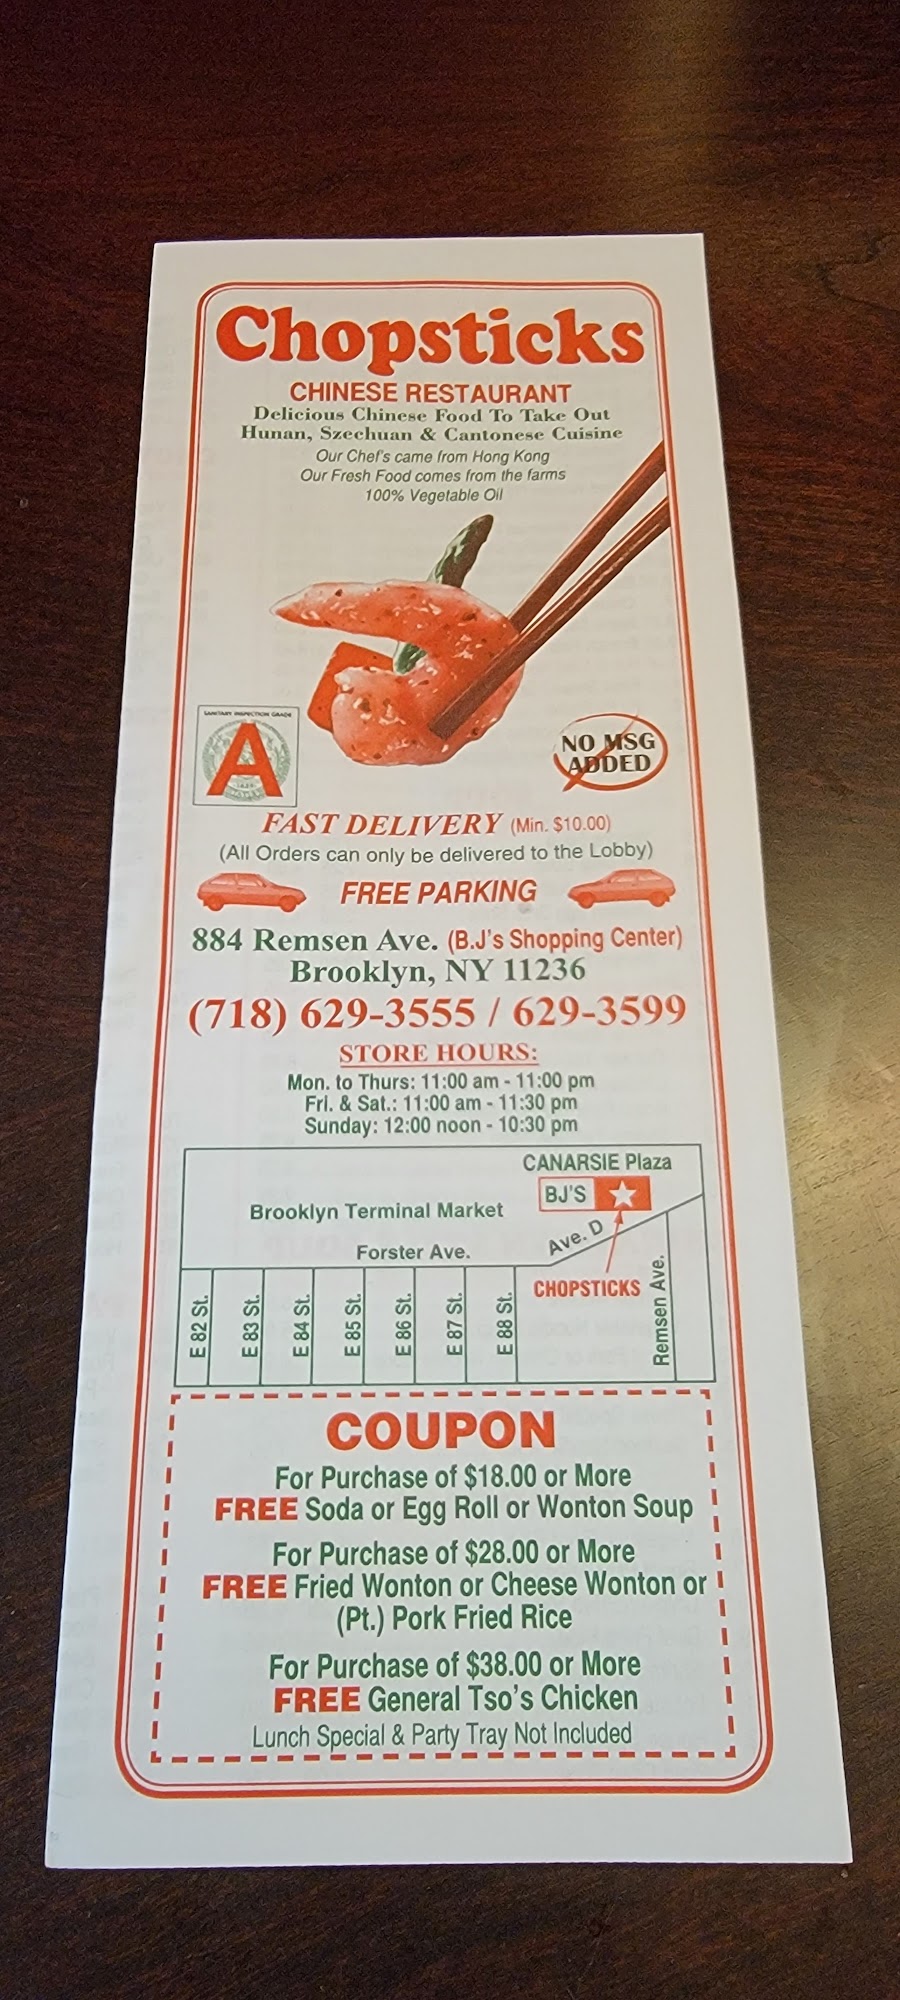 Chopsticks
CHINESE RESTAURANT
Delicious Chinese Food To Take Out
Hunan, Szechuan & Cantonese Cuisine
Our Chef's came from Hong Kong
Our Fresh Food comes from the farms
100% Vegetable Oil
SANITARY INSPECTION GRADE
A
NO MSG
ADDED
FAST DELIVERY (Min. $10.00)
(All Orders can only be delivered to the Lobby)
FREE PARKING
884 Remsen Ave. (B.J's Shopping Center)
Brooklyn, NY 11236
(718) 629-3555 / 629-3599
STORE HOURS:
Mon. to Thurs: 11:00 am - 11:00 pm
Fri. & Sat.: 11:00 am - 11:30 pm
Sunday: 12:00 noon - 10:30 pm
CANARSIE Plaza
BJ'S
Brooklyn Terminal Market
Ave. D
Forster Ave.
CHOPSTICKS
E 82 St.
E 83 St.
E 84 St.
E 85 St.
E 86 St.
E 87 St.
E 88 St.
Remsen Ave.
COUPON
For Purchase of $18.00 or More
FREE Soda or Egg Roll or Wonton Soup
For Purchase of $28.00 or More
FREE Fried Wonton or Cheese Wonton or
(Pt.) Pork Fried Rice
For Purchase of $38.00 or More
FREE General Tso's Chicken
Lunch Special & Party Tray Not Included